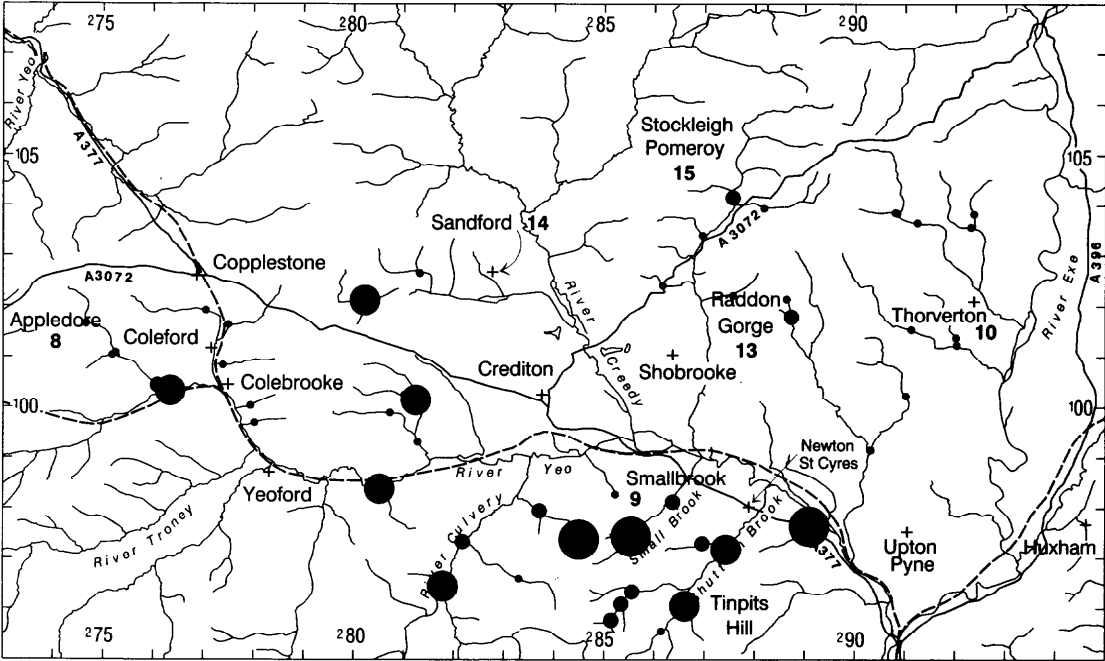 275
280
285
290
River Yeo
A377
105
Stockleigh
Pomeroy
15
105
Sandford 14
A3072
Copplestone
A3072
River
River Exe
A396
Appledore
8
Coleford
Raddon
Gorge
13
Thorverton
10
Creedy
Shobrooke
Crediton
Colebrooke
100
100
Newton
St Cyres
River Yeo
Smallbrook
9
Yeoford
River Troney
River Culvery
Small Brook
Brook
A377
Upton
Pyne
Huxham
Tinpits
Hill
275
280
285
290